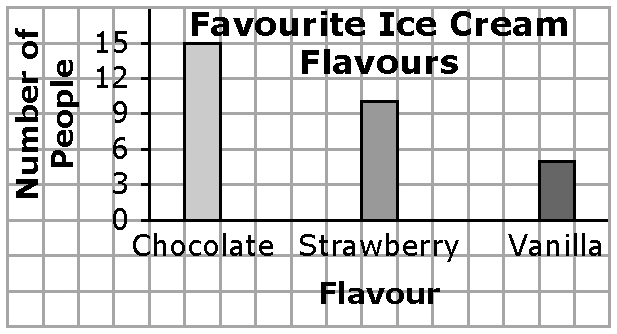 Favourite Ice Cream
Flavours
Number of
People
15
12
9
6
3
0
Chocolate Strawberry Vanilla
Flavour